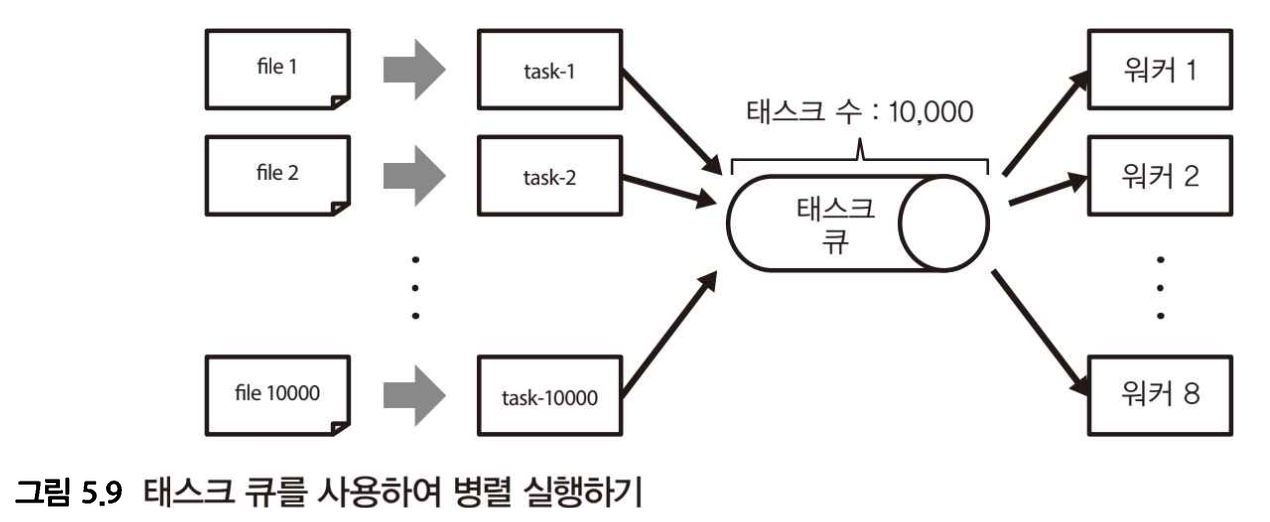 file 1
task-1
워커 1
태스크 수 : 10,000
file 2
task-2
워커 2
태스크
큐
file 10000
task-10000
워커 8
그림 5.9 태스크 큐를 사용하여 병렬 실행하기